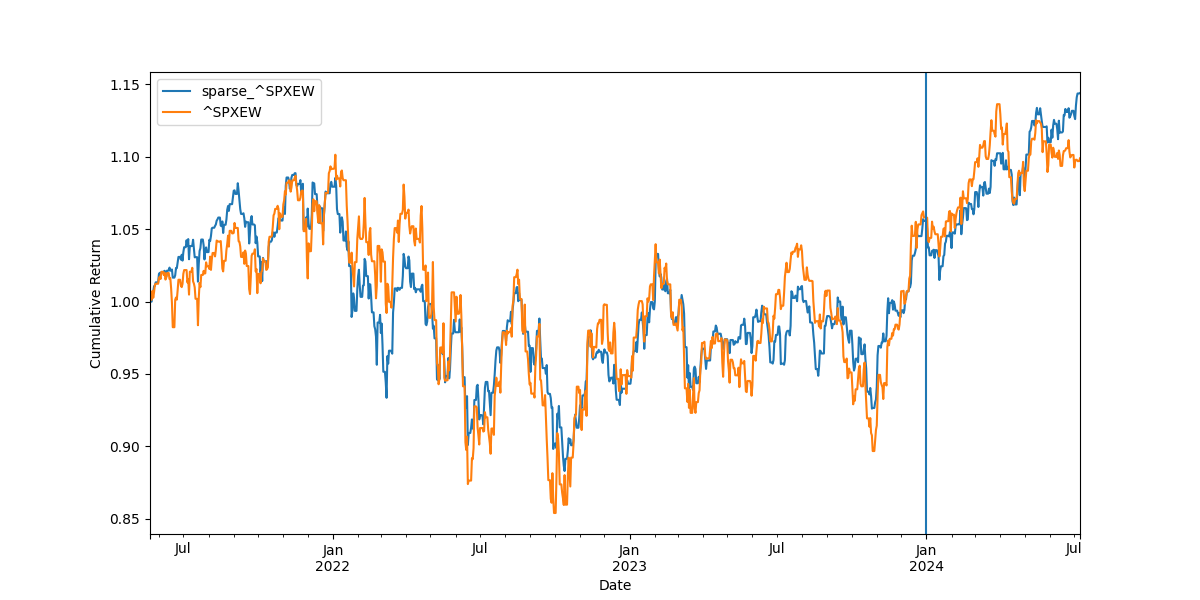 sparse_^SPXEW
^SPXEW
1.15
1.10
1.05
1.00
0.95
0.90
0.85
Cumulative Return
Jul
Jan
2022
Jul
Jan
2023
Jul
Jan
2024
Jul
Date